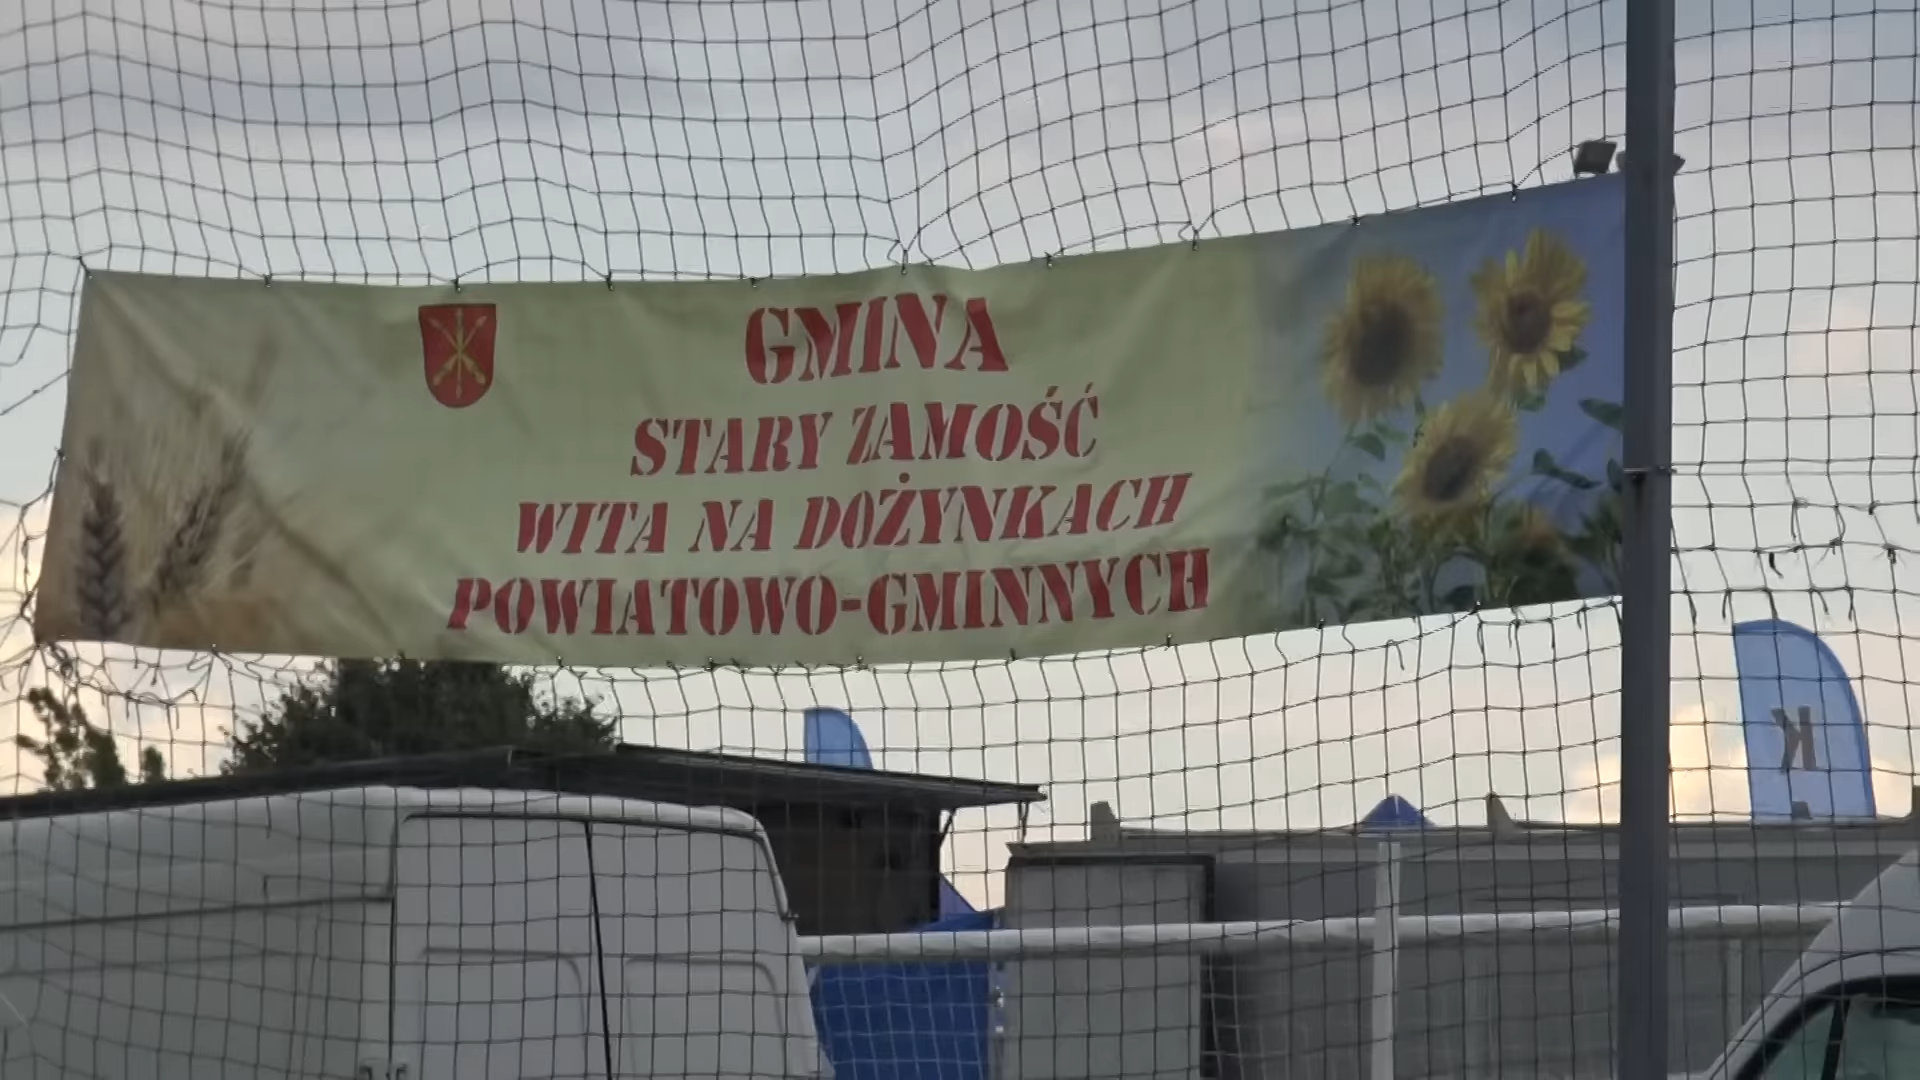 GMINA
STARY ZAMOŚĆ
WITA NA DOŻYNKACH
POWIATOWO-GMINNYCH
K